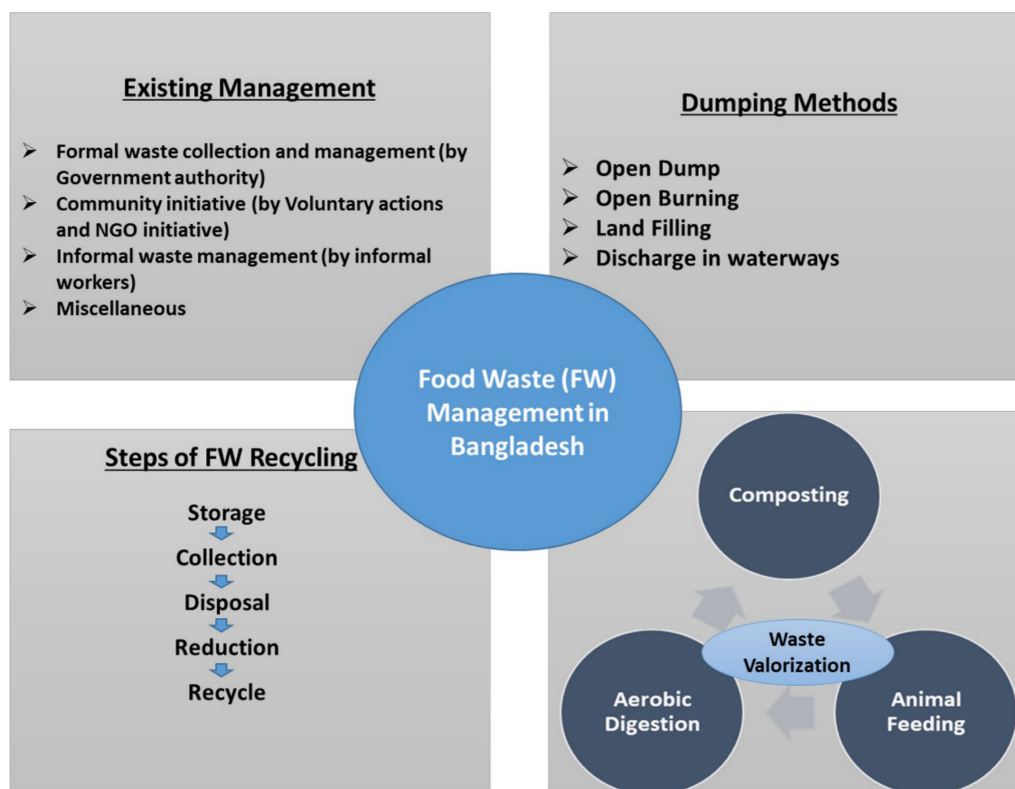 Existing Management
➢ Formal waste collection and management (by
Government authority)
➢ Community initiative (by Voluntary actions
and NGO initiative)
➢ Informal waste management (by informal
workers)
➢ Miscellaneous
Dumping Methods
➢ Open Dump
➢ Open Burning
➢ Land Filling
➢ Discharge in waterways
Food Waste (FW)
Management in
Bangladesh
Steps of FW Recycling
Storage
Collection
Disposal
Reduction
Recycle
Composting
Waste
Valorization
Aerobic
Digestion
Animal
Feeding